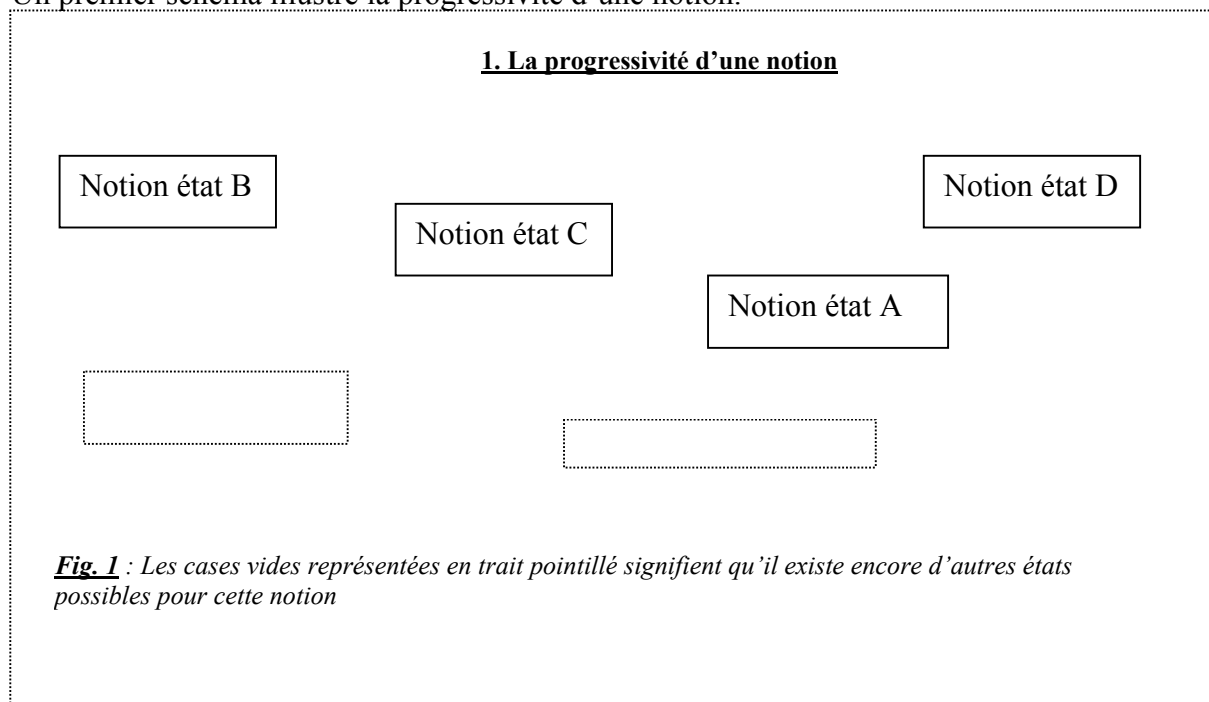 Un premier schéma illustre la progressivité d'une notion.
1. La progressivité d'une notion
Notion état B
Notion état D
Notion état C
Notion état A
Fig. 1 : Les cases vides représentées en trait pointillé signifient qu'il existe encore d'autres états
possibles pour cette notion